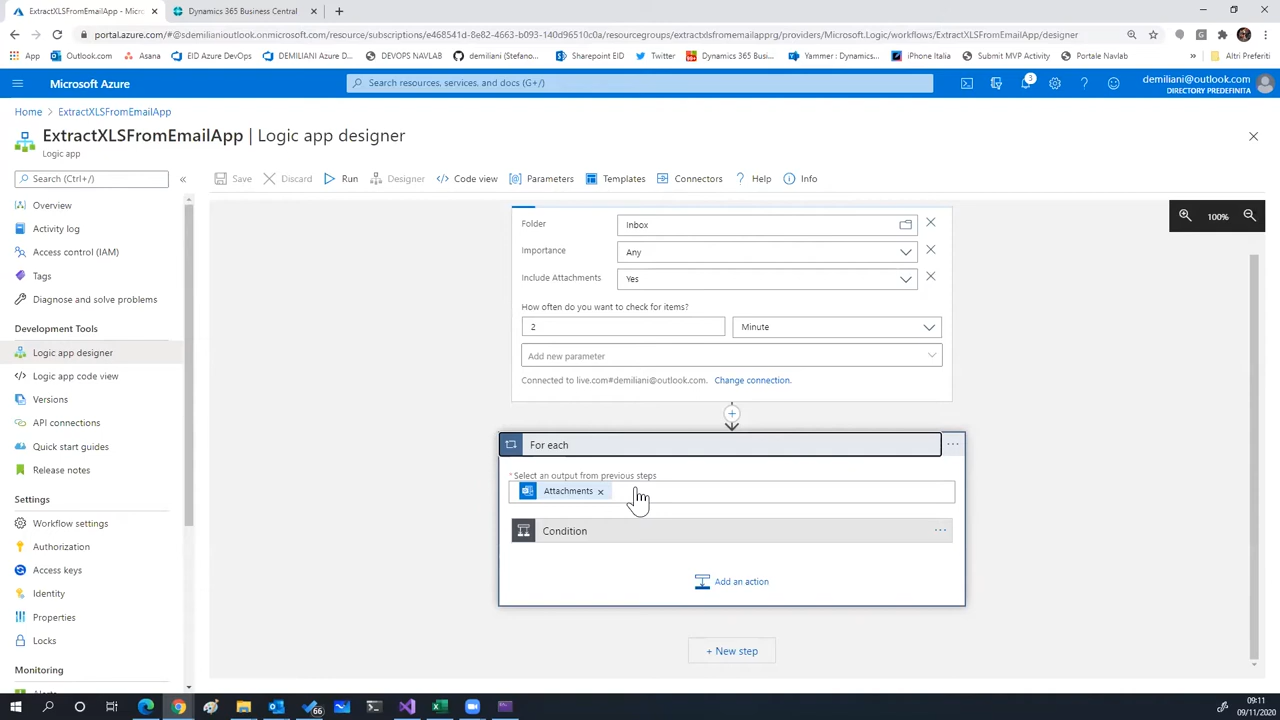 ExtractXLSFromEmailApp - Micros
Dynamics 365 Business Central
portal.azure.com/#@sdemilianioutlook@onmicrosoft.com/resource/subscriptions/e468541d-8e82-4663-b093-140d96510c0a/resourcegroups/extractxlsfromemailapprg/providers/Microsoft.Logic/workflows/ExtractXLSFromEmailApp/designer
App
Outlook.com
Asana
EID Azure DevOps
DEMILIANI Azure D...
DEVOPS NAVLAB
demiliani (Stefano...
Sharepoint EID
Twitter
Dynamics 365 Busi...
Yammer : Dynamics...
iPhone Italia
Submit MVP Activity
Portale Navlab
Altri Preferiti
Microsoft Azure
Search resources, services, and docs (G+/)
3
demiliani@outlook.com
DIRECTORY PREDEFINITA
Home > ExtractXLSFromEmailApp
ExtractXLSFromEmailApp | Logic app designer
Logic app
Search (Ctrl+/)
Save
Discard
Run
Designer
Code view
Parameters
Templates
Connectors
Help
Info
Overview
Activity log
Access control (IAM)
Tags
Diagnose and solve problems
Development Tools
Logic app designer
Logic app code view
Versions
API connections
Quick start guides
Release notes
Settings
Workflow settings
Authorization
Access keys
Identity
Properties
Locks
Monitoring
100%
Folder
Inbox
Importance
Any
Include Attachments
Yes
How often do you want to check for items?
2
Minute
Add new parameter
Connected to live.com#demiliani@outlook.com. Change connection.
For each
* Select an output from previous steps
Attachments
Condition
Add an action
+ New step
66
09:11
09/11/2020